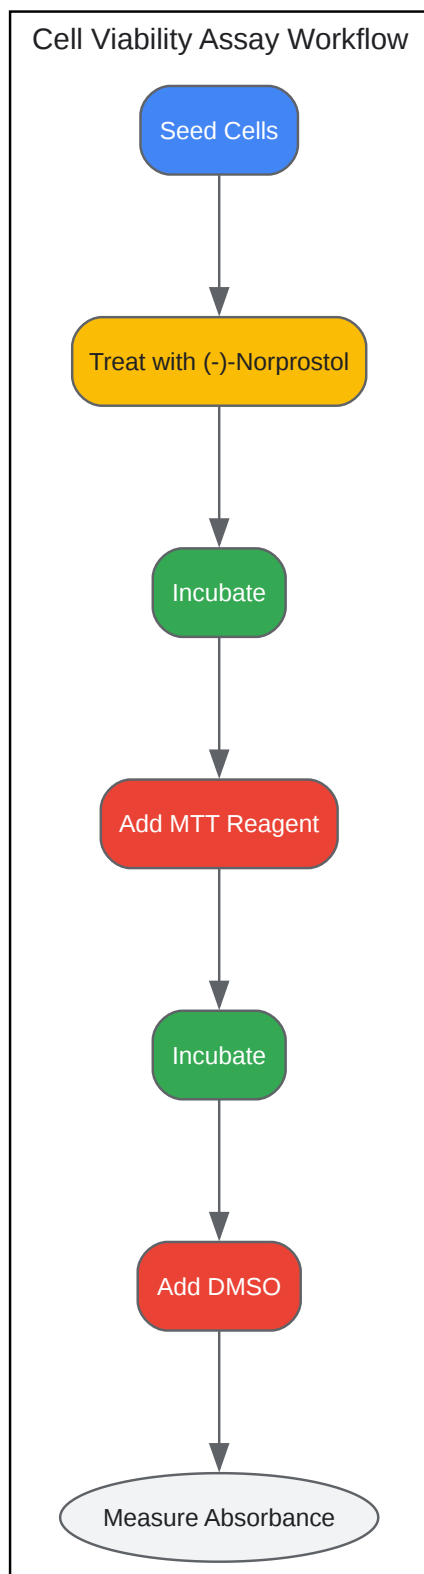 Cell Viability Assay Workflow
Seed Cells
Treat with (-)-Norprostol
Incubate
Add MTT Reagent
Incubate
Add DMSO
Measure Absorbance